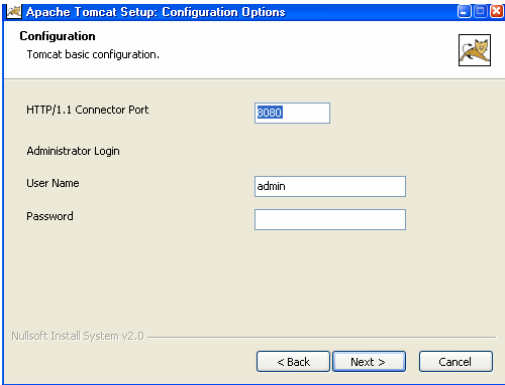 Apache Tomcat Setup: Configuration Options
Configuration
Tomcat basic configuration.
HTTP/1.1 Connector Port 8080
Administrator Login
User Name admin
Password
Nullsoft Install System v2.0
< Back Next > Cancel